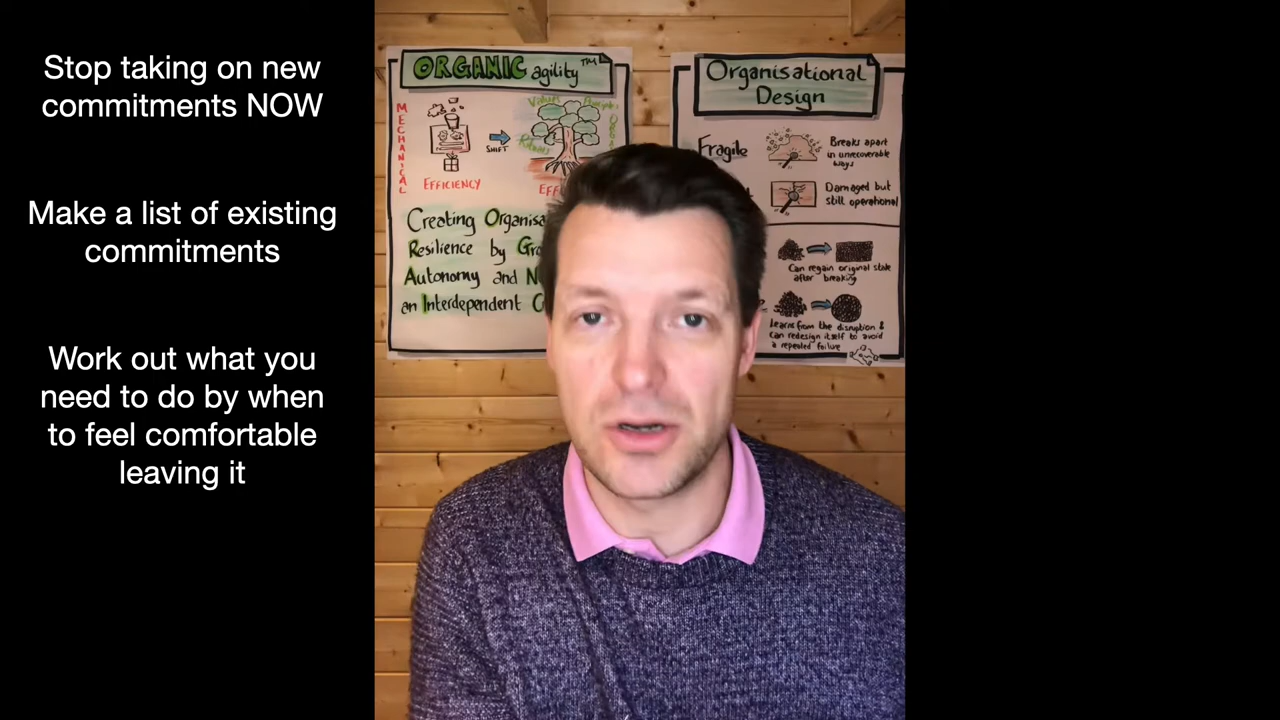 Stop taking on new
commitments NOW
Make a list of existing
commitments
Work out what you
need to do by when
to feel comfortable
leaving it
ORGANIC agility™
MECHANICAL
SHIFT
EFFICIENCY
Creating
Resilience by
Autonomy and
an Interdependent
Organisational
Design
Fragile
Breaks apart
in unrecoverable
ways
Damaged but
still operational
Can regain original state
after breaking
Learns from the disruption &
can redesign itself to avoid
a repeated failure